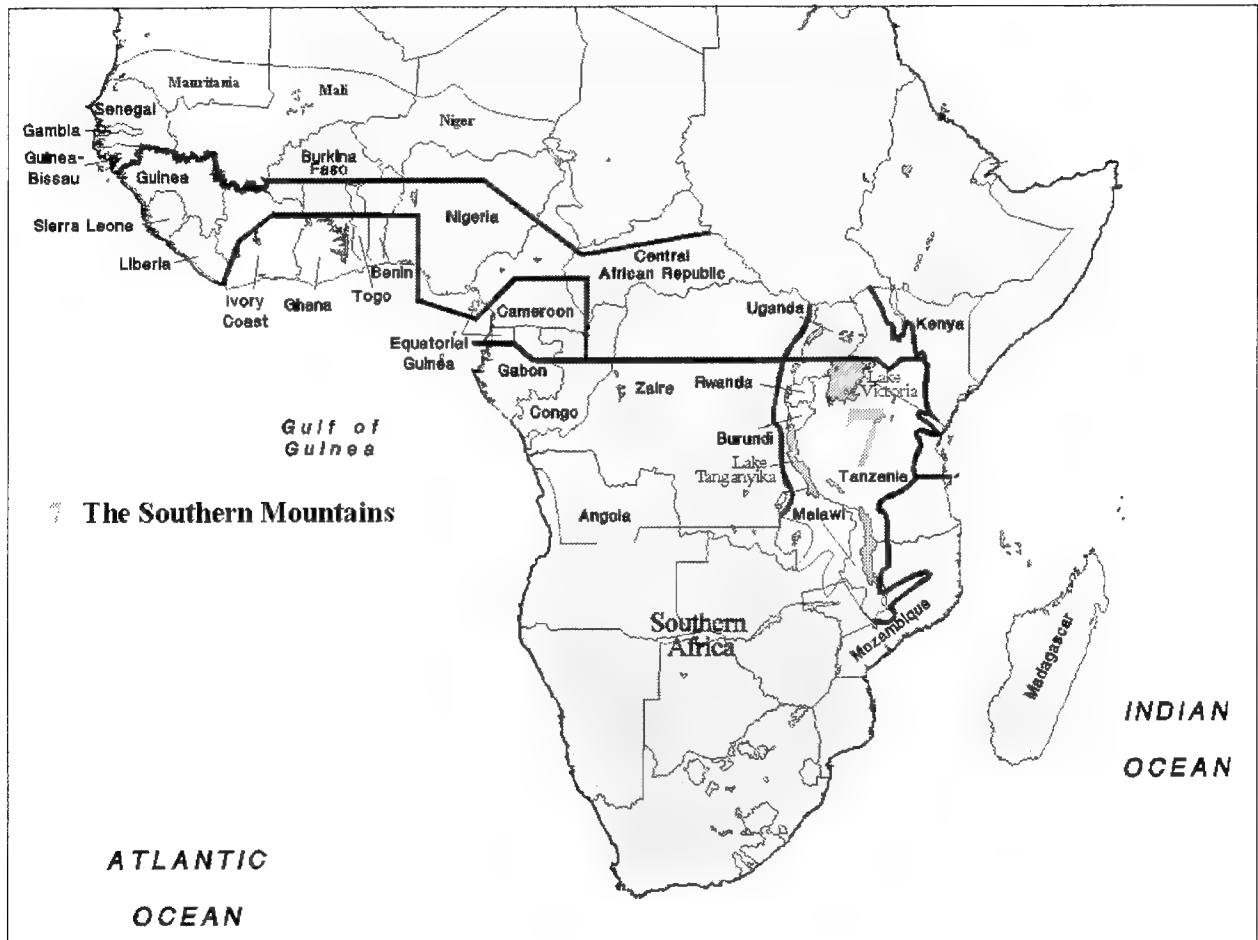 Mauritania
Mali
Niger
Senegal
Gambia
Guinea-
Bissau
Guinea
Burkina
Faso
Sierra Leone
Liberia
Ivory
Coast
Ghana
Togo
Benin
Nigeria
Central
African Republic
Cameroon
Equatorial
Guinea
Gabon
Congo
Zaire
Uganda
Kenya
Rwanda
Lake
Victoria
Burundi
7
Lake
Tanganyika
Tanzania
Gulf of
Guinea
7 The Southern Mountains
Angola
Malawi
Mozambique
Southern
Africa
Madagascar
INDIAN
OCEAN
ATLANTIC
OCEAN